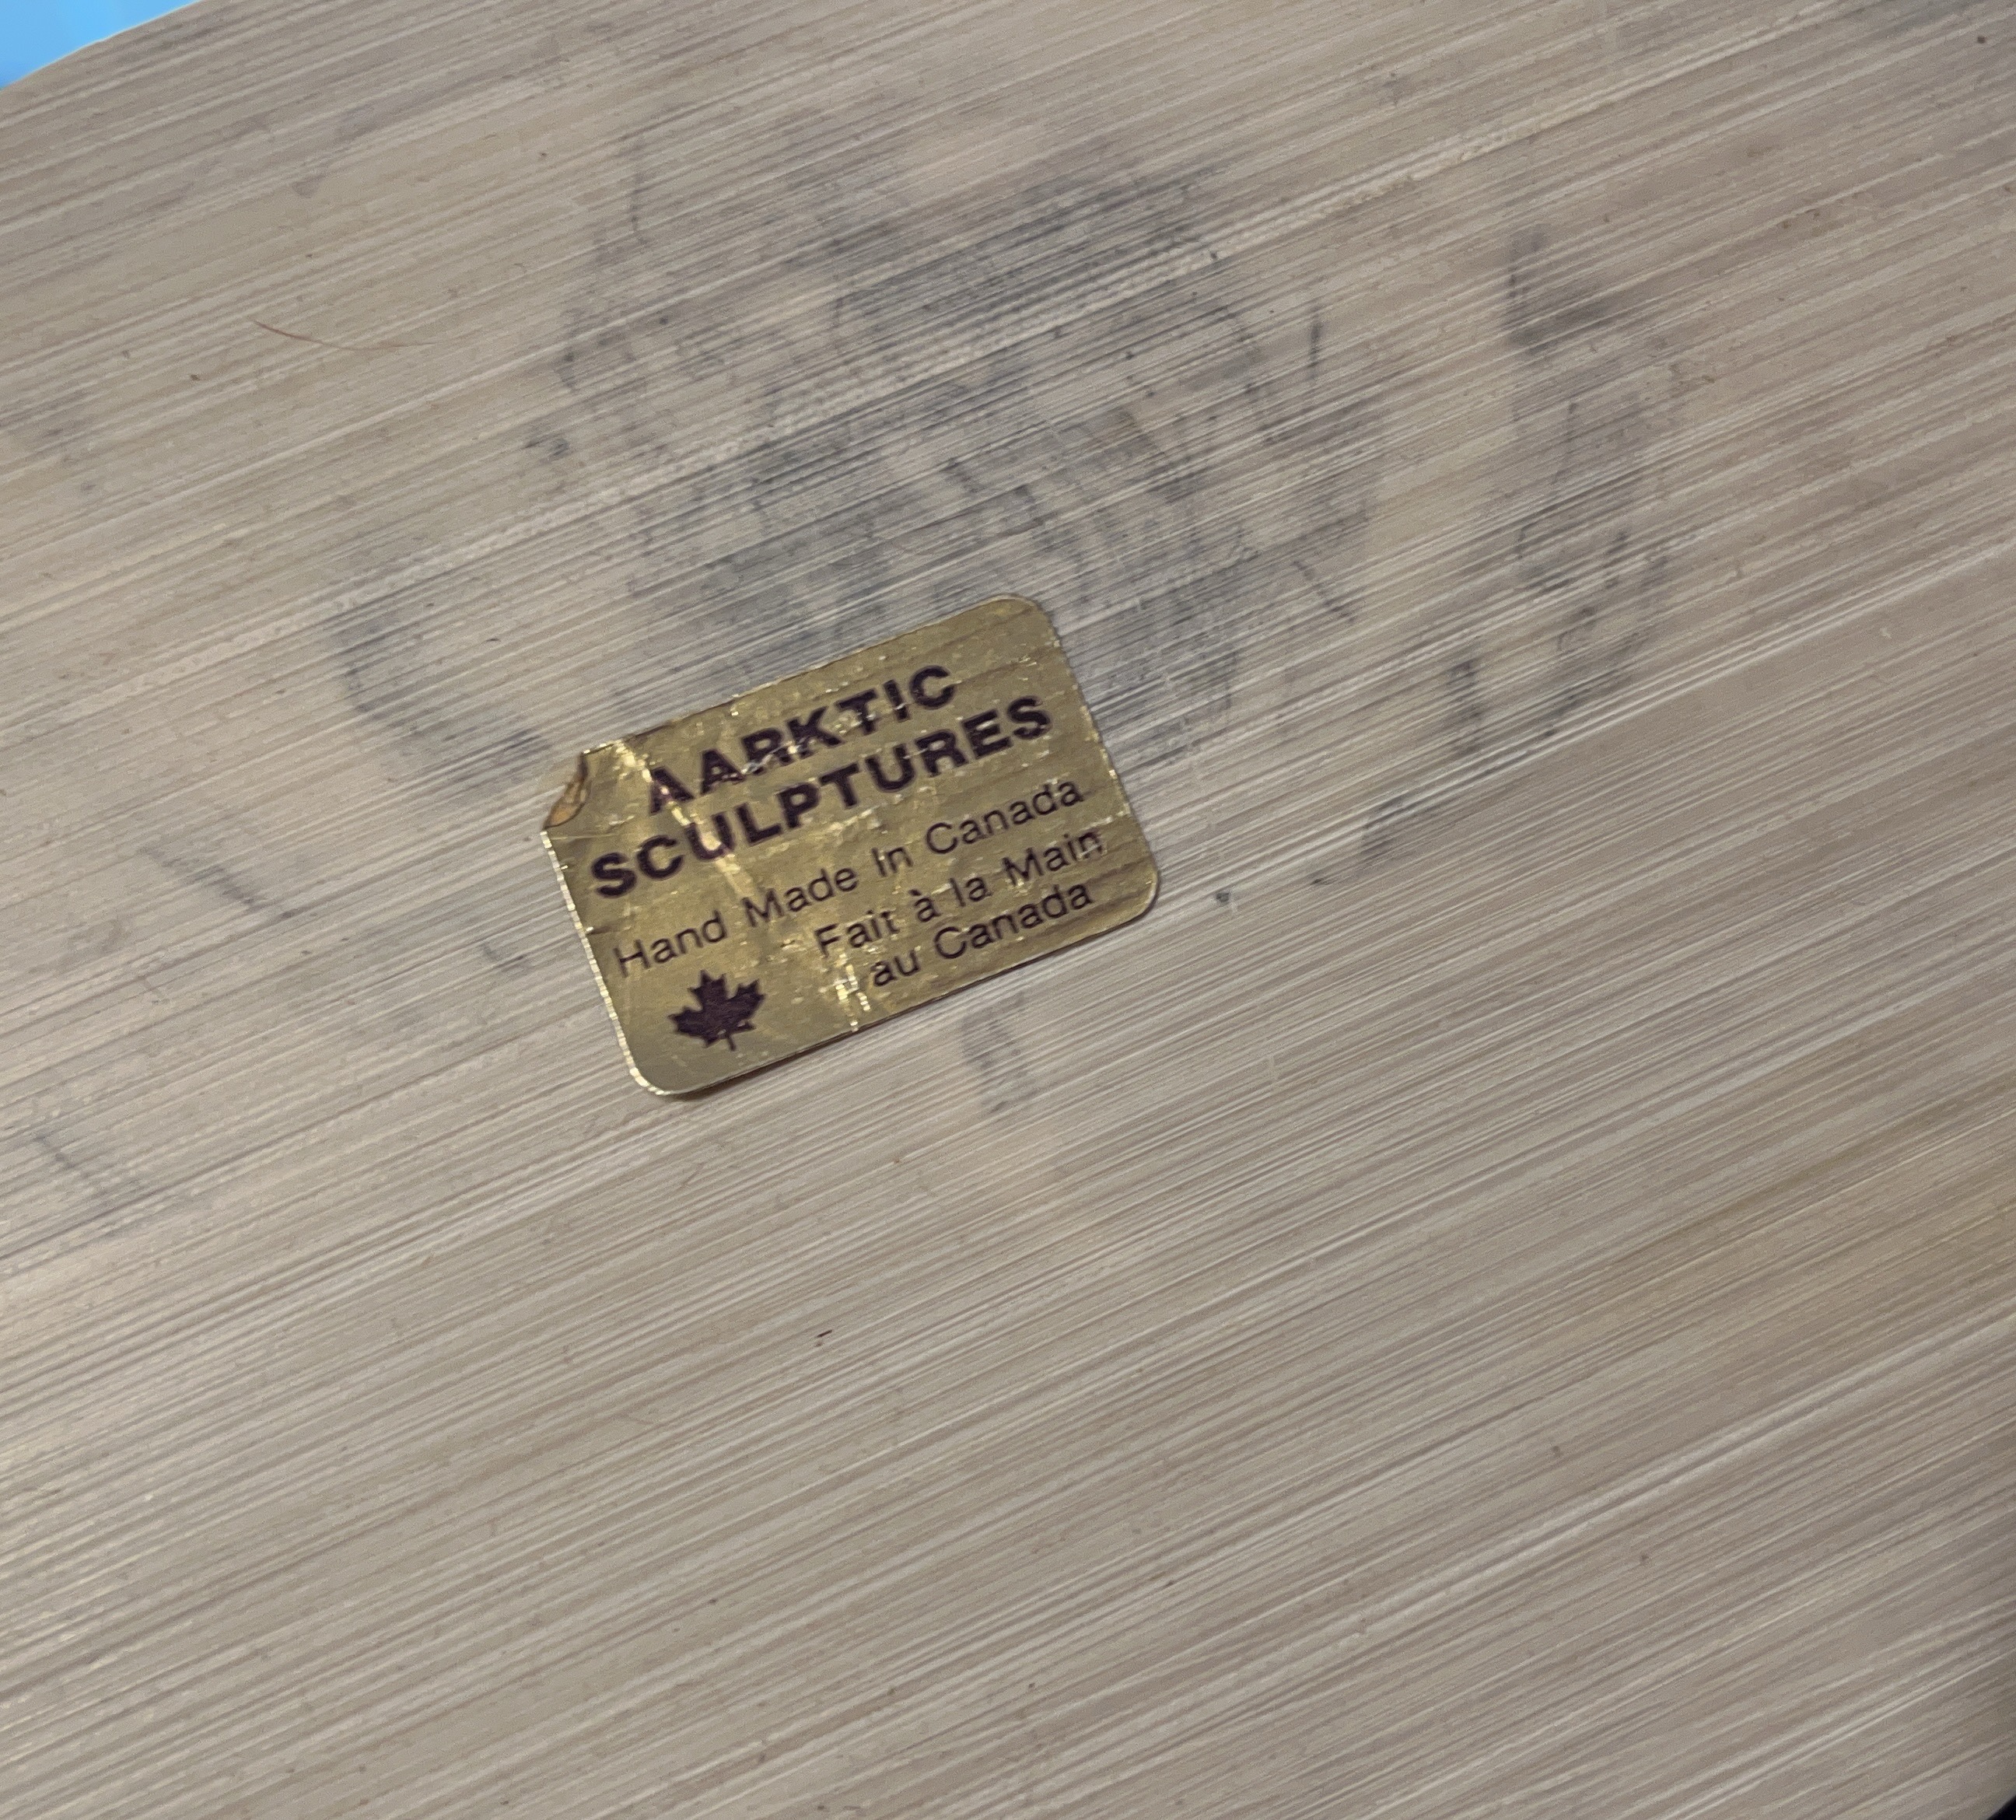 AARKTIC
SCULPTURES
Hand Made In Canada
Fait à la Main
au Canada